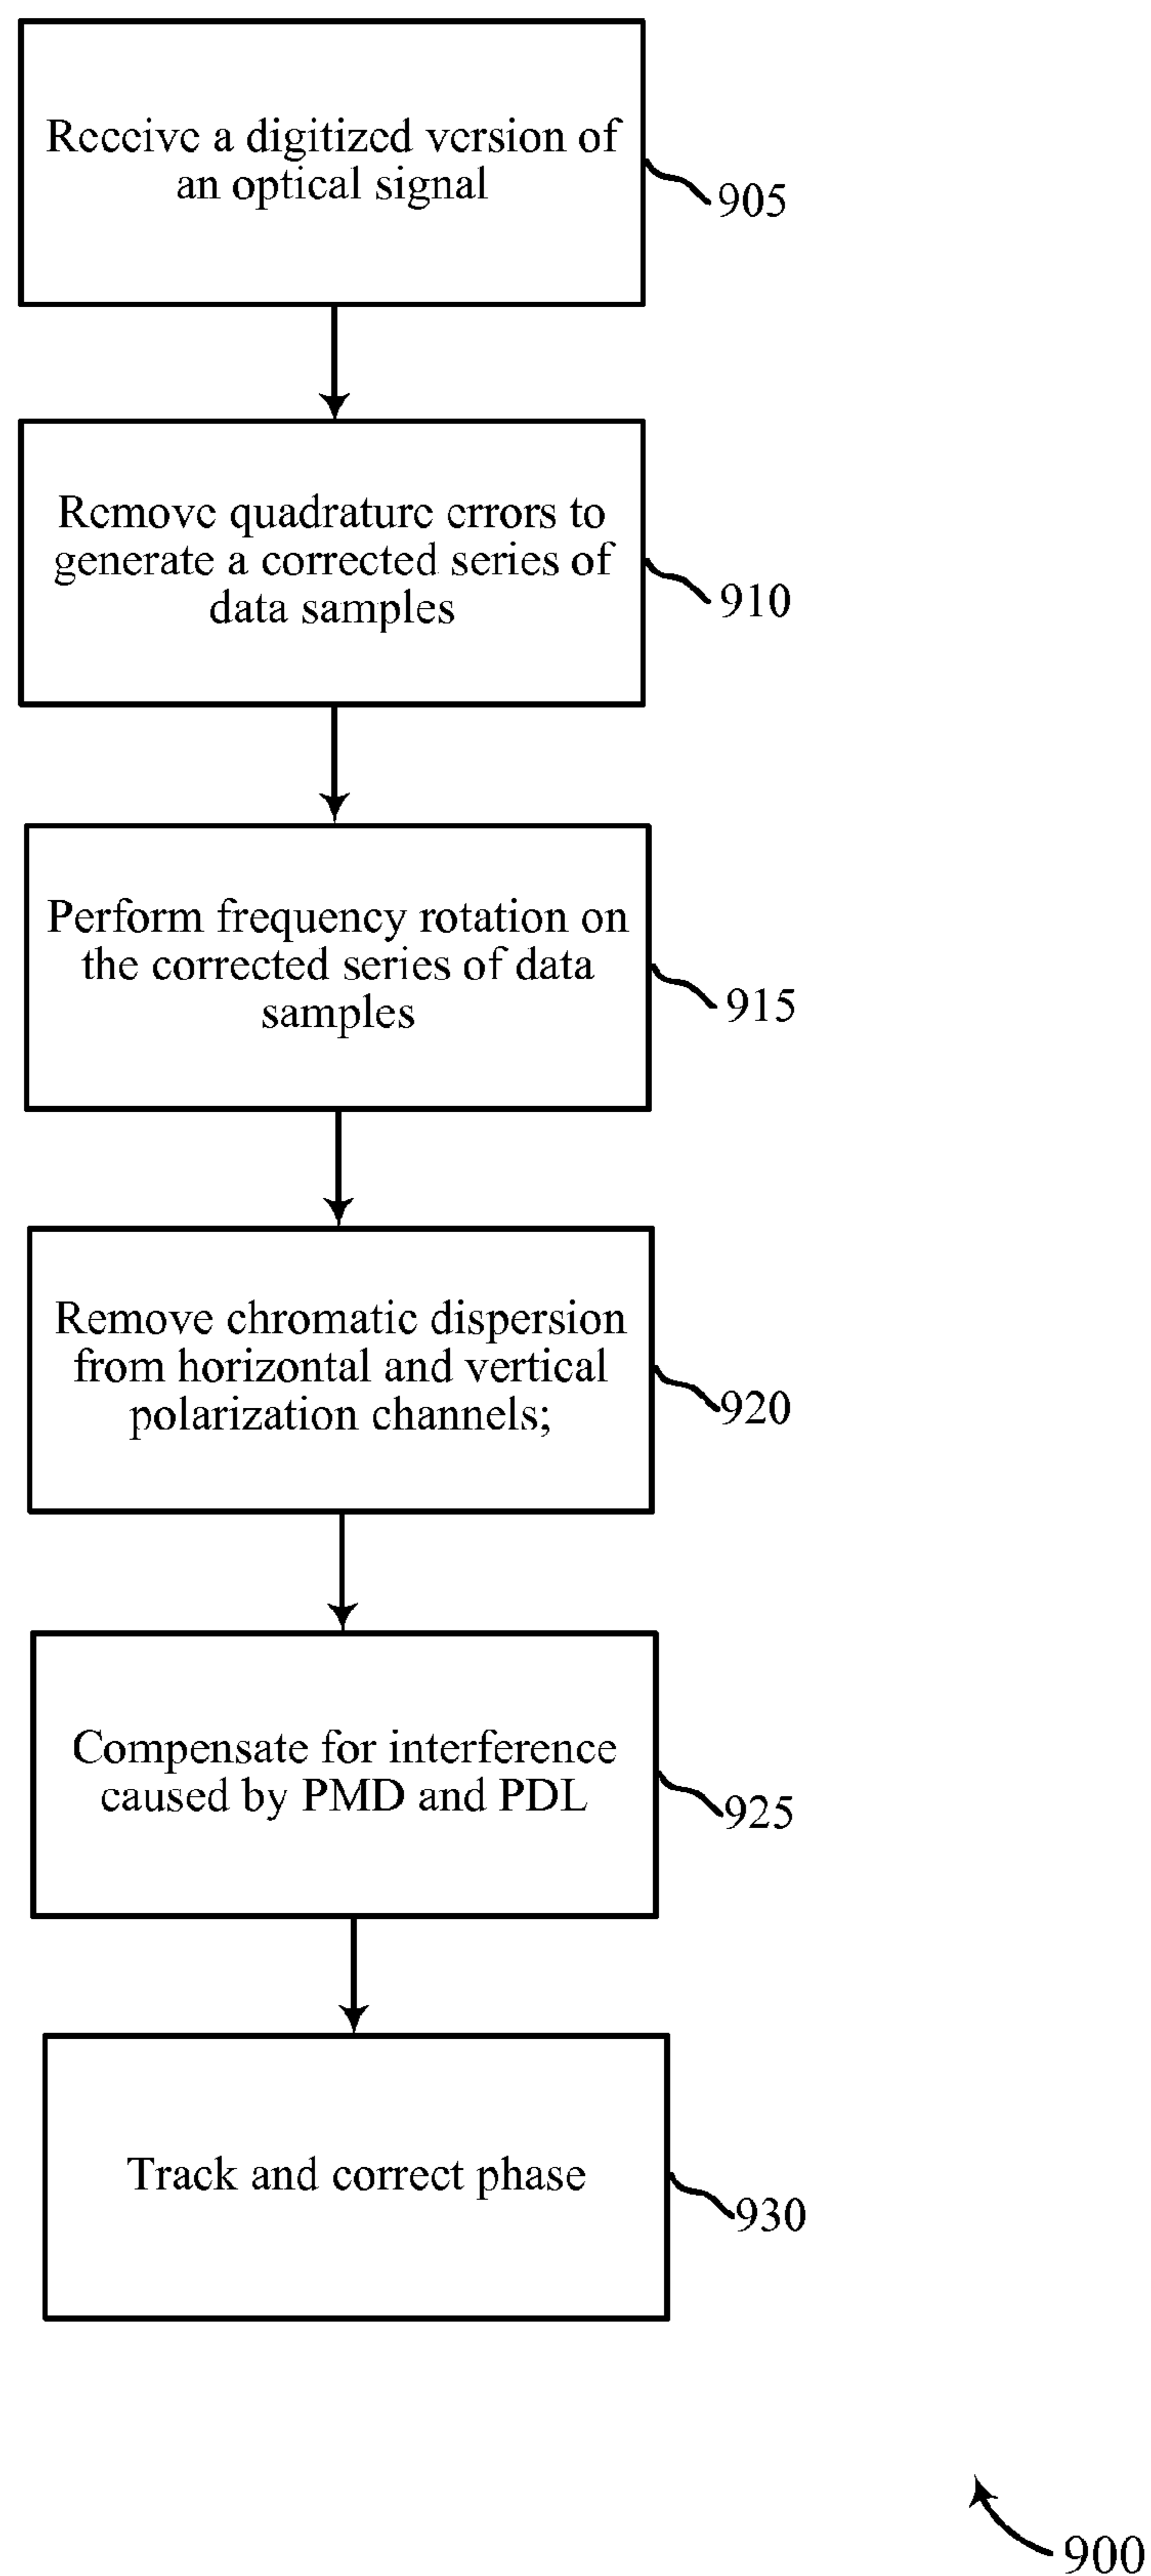 Receive a digitized version of
an optical signal
905
Remove quadrature errors to
generate a corrected series of
data samples
910
Perform frequency rotation on
the corrected series of data
samples
915
Remove chromatic dispersion
from horizontal and vertical
polarization channels;
920
Compensate for interference
caused by PMD and PDL
925
Track and correct phase
930
900